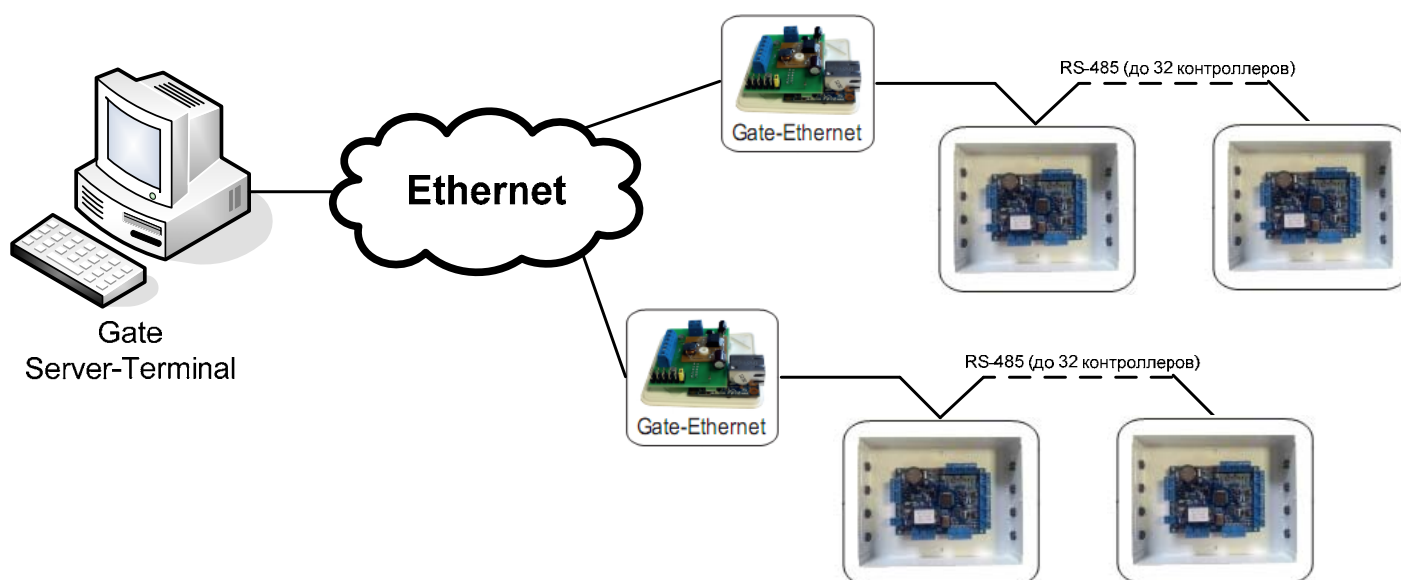 RS-485 (до 32 контроллеров)
Gate-Ethernet
Ethernet
Gate
Server-Terminal
RS-485 (до 32 контроллеров)
Gate-Ethernet